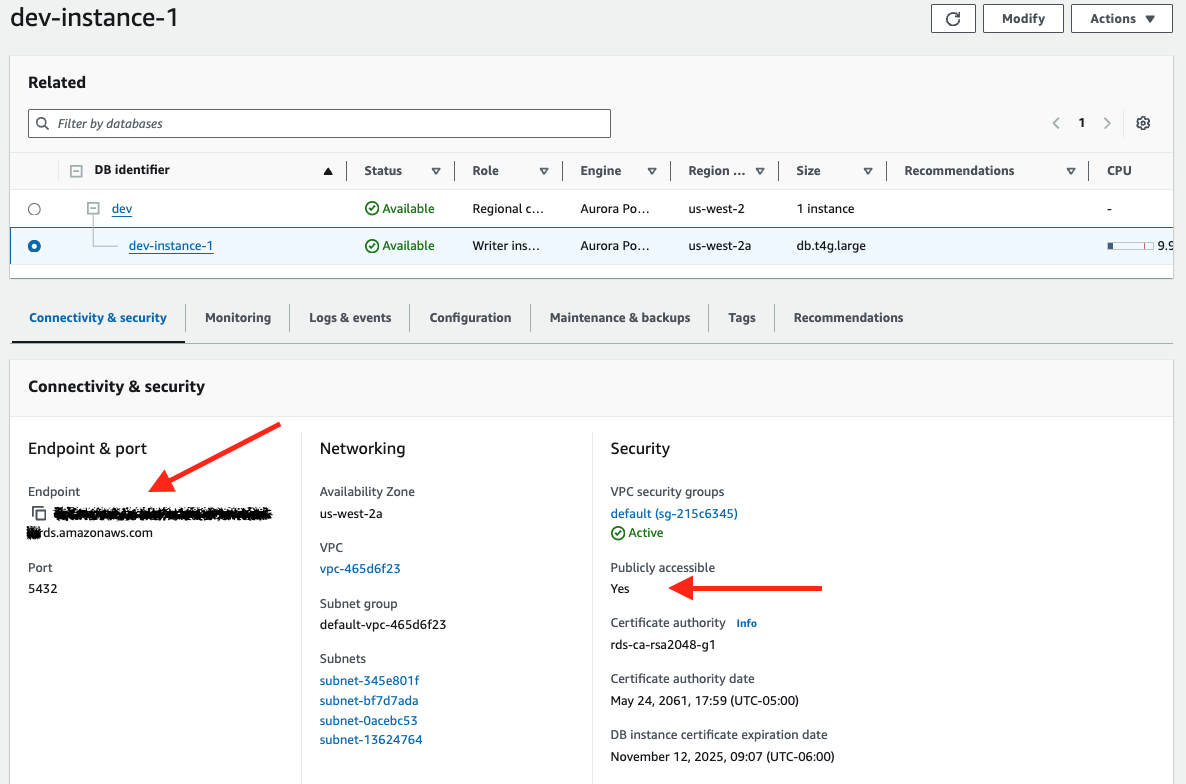 dev-instance-1
Modify
Actions
Related
Filter by databases
1
DB identifier Status Role Engine Region ... Size Recommendations CPU
dev Available Regional c... Aurora Po... us-west-2 1 instance -
dev-instance-1 Available Writer ins... Aurora Po... us-west-2a db.t4g.large 9.9
Connectivity & security Monitoring Logs & events Configuration Maintenance & backups Tags Recommendations
Connectivity & security
Endpoint & port
Endpoint
rds.amazonaws.com
Port
5432
Networking
Availability Zone
us-west-2a
VPC
vpc-465d6f23
Subnet group
default-vpc-465d6f23
Subnets
subnet-345e801f
subnet-bf7d7ada
subnet-0acebc53
subnet-13624764
Security
VPC security groups
default (sg-215c6345)
Active
Publicly accessible
Yes
Certificate authority Info
rds-ca-rsa2048-g1
Certificate authority date
May 24, 2061, 17:59 (UTC-05:00)
DB instance certificate expiration date
November 12, 2025, 09:07 (UTC-06:00)